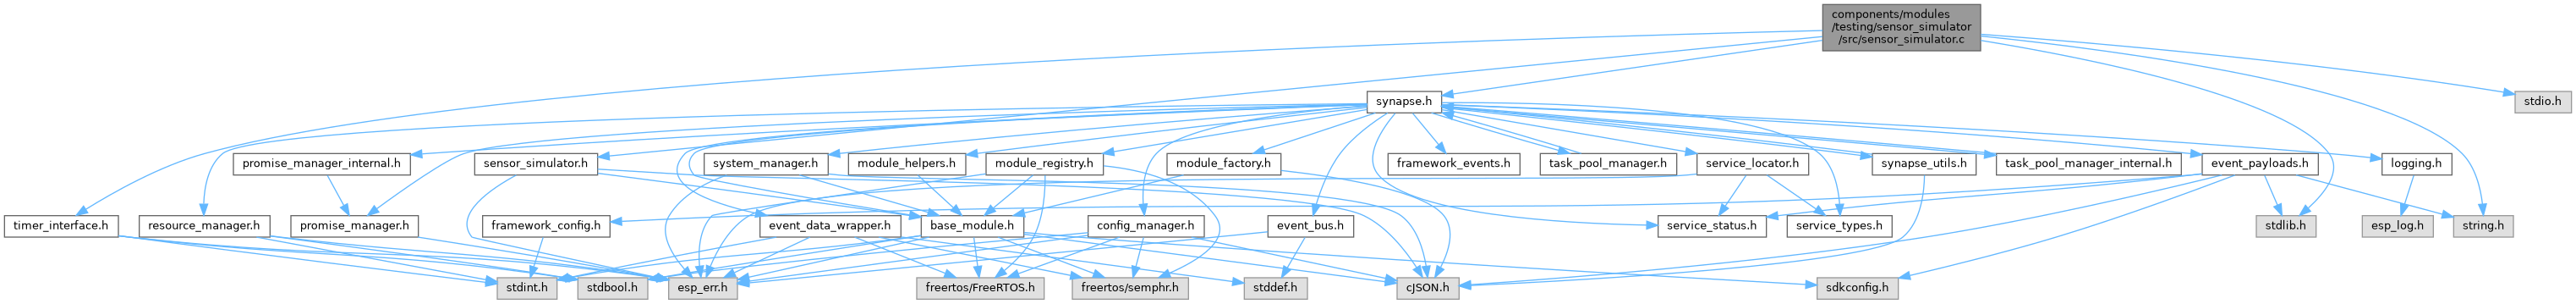 components/modules
/testing/sensor_simulator
/src/sensor_simulator.c
stdio.h
synapse.h
promise_manager_internal.h
sensor_simulator.h
system_manager.h
module_helpers.h
module_registry.h
module_factory.h
framework_events.h
task_pool_manager.h
service_locator.h
synapse_utils.h
task_pool_manager_internal.h
event_payloads.h
logging.h
timer_interface.h
resource_manager.h
promise_manager.h
framework_config.h
event_data_wrapper.h
base_module.h
config_manager.h
event_bus.h
service_status.h
service_types.h
stdlib.h
esp_log.h
string.h
stdint.h
stdbool.h
esp_err.h
freertos/FreeRTOS.h
freertos/semphr.h
stddef.h
cJSON.h
sdkconfig.h